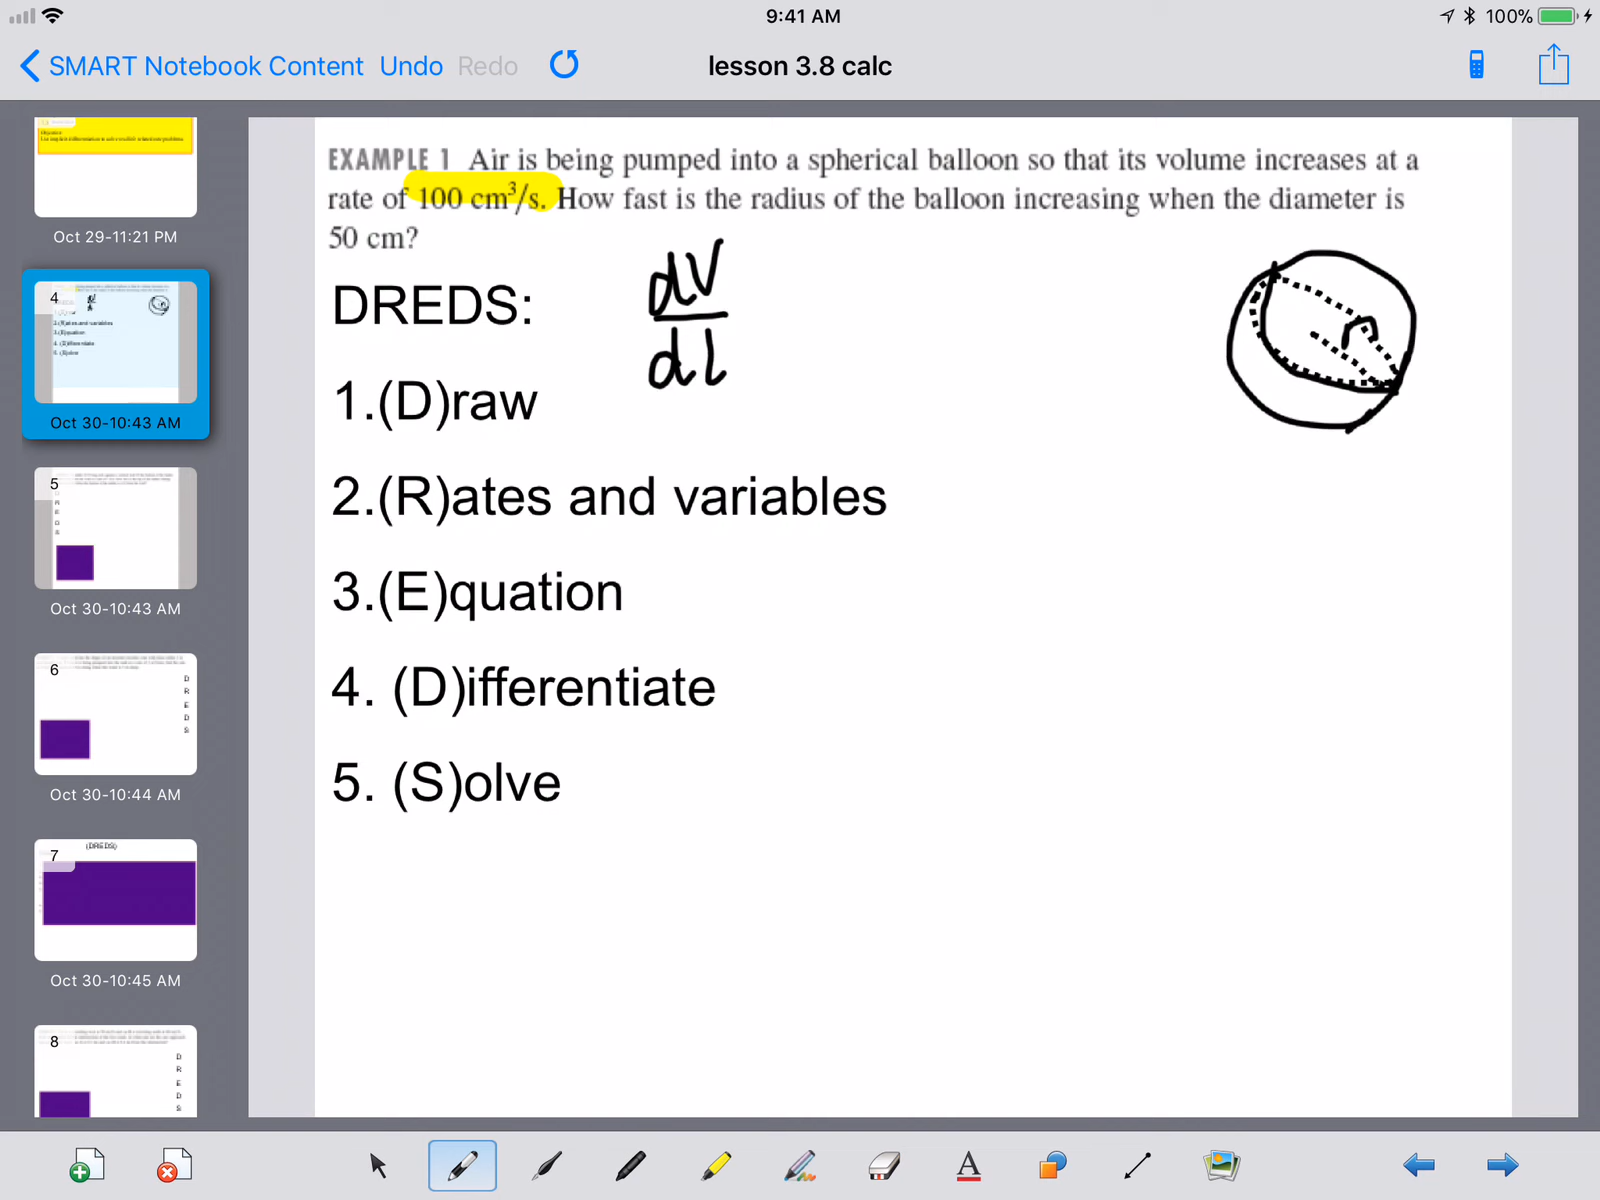 9:41 AM
100%
SMART Notebook Content Undo Redo
lesson 3.8 calc
Oct 29-11:21 PM
4
Oct 30-10:43 AM
5
Oct 30-10:43 AM
6
D
R
E
D
S
Oct 30-10:44 AM
7
(DREDS)
Oct 30-10:45 AM
8
D
R
E
D
S
EXAMPLE 1 Air is being pumped into a spherical balloon so that its volume increases at a
rate of 100 cm³/s. How fast is the radius of the balloon increasing when the diameter is
50 cm?
DREDS:
dV
dt
r
1.(D)raw
2.(R)ates and variables
3.(E)quation
4. (D)ifferentiate
5. (S)olve
A